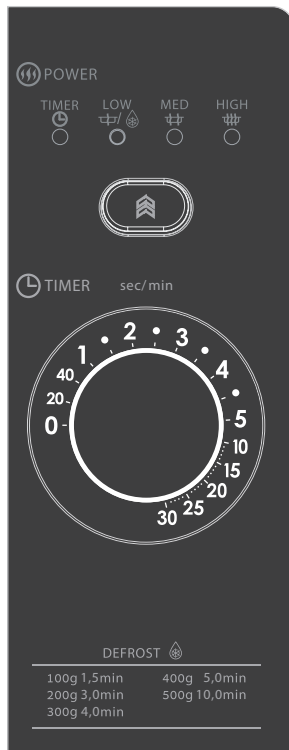 POWER
TIMER LOW MED HIGH
TIMER sec/min
0
20
40
1
2
3
4
5
10
15
20
25
30
DEFROST
100g 1,5min 400g 5,0min
200g 3,0min 500g 10,0min
300g 4,0min